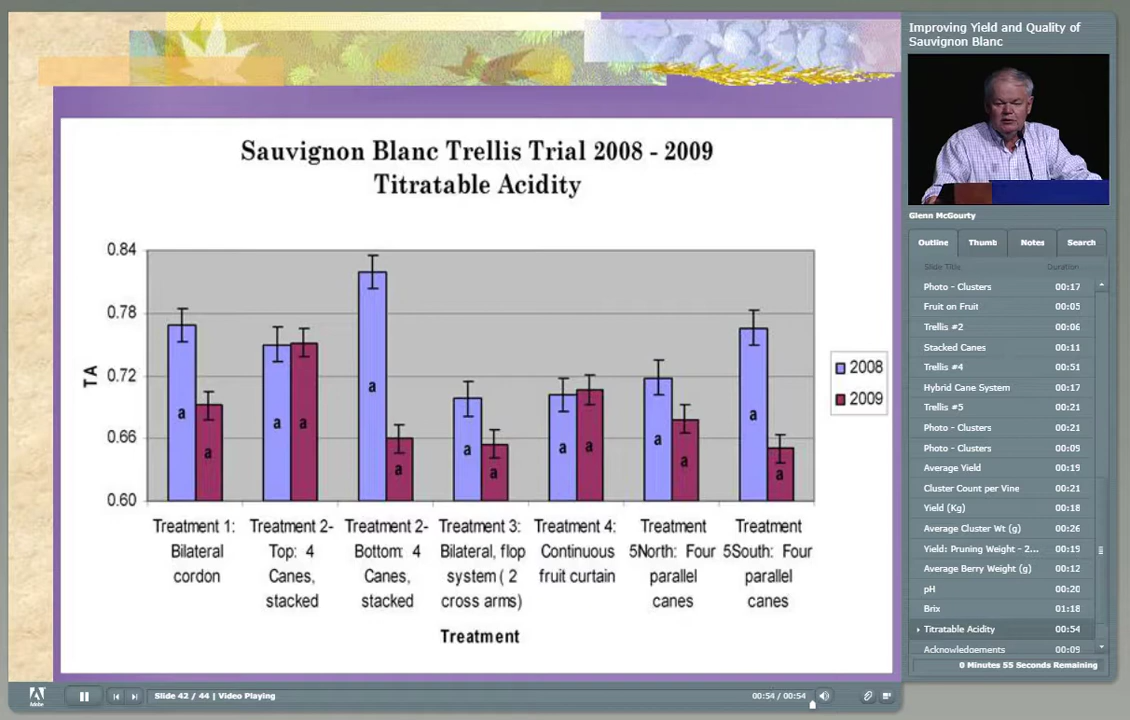 Improving Yield and Quality of
Sauvignon Blanc
Glenn McGourty
Outline Thumb Notes Search
Slide Title Duration
Photo - Clusters 00:17
Fruit on Fruit 00:05
Trellis #2 00:06
Stacked Canes 00:11
Trellis #4 00:51
Hybrid Cane System 00:17
Trellis #5 00:21
Photo - Clusters 00:21
Photo - Clusters 00:09
Average Yield 00:19
Cluster Count per Vine 00:21
Yield (Kg) 00:18
Average Cluster Wt (g) 00:26
Yield: Pruning Weight - 2... 00:19
Average Berry Weight (g) 00:12
pH 00:20
Brix 01:18
Titratable Acidity 00:54
Acknowledgements 00:09
0 Minutes 55 Seconds Remaining
Sauvignon Blanc Trellis Trial 2008 - 2009
Titratable Acidity
TA
0.84
0.78
0.72
0.66
0.60
a a a a a a a a a a a a a a
2008
2009
Treatment 1:
Bilateral
cordon
Treatment 2-
Top: 4
Canes,
stacked
Treatment 2-
Bottom: 4
Canes,
stacked
Treatment 3:
Bilateral, flop
system ( 2
cross arms)
Treatment 4:
Continuous
fruit curtain
Treatment
5North: Four
parallel
canes
Treatment
5South: Four
parallel
canes
Treatment
Adobe
Slide 42 / 44 | Video Playing
00:54 / 00:54